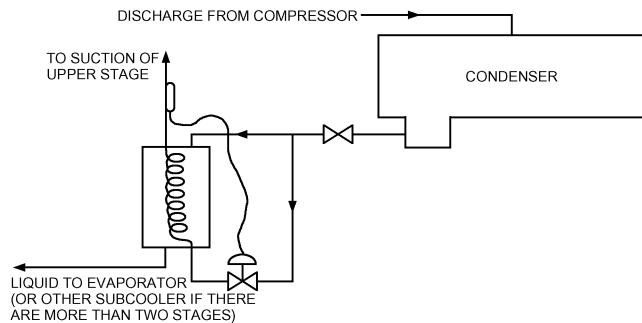 DISCHARGE FROM COMPRESSOR
TO SUCTION OF
UPPER STAGE
CONDENSER
LIQUID TO EVAPORATOR
(OR OTHER SUBCOOLER IF THERE
ARE MORE THAN TWO STAGES)